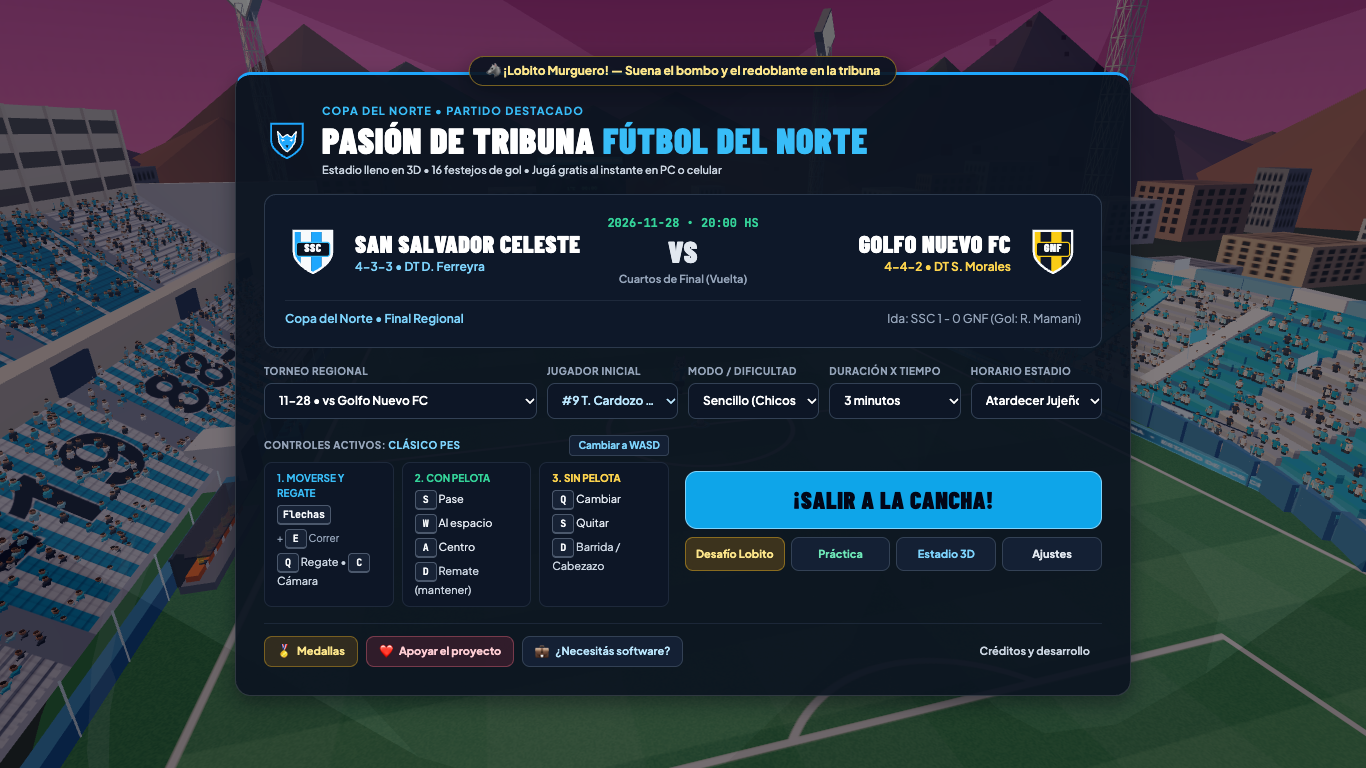 ¡Lobito Murguero! — Suena el bombo y el redoblante en la tribuna
COPA DEL NORTE • PARTIDO DESTACADO
PASIÓN DE TRIBUNA FÚTBOL DEL NORTE
Estadio lleno en 3D • 16 festejos de gol • Jugá gratis al instante en PC o celular
SSC
SAN SALVADOR CELESTE
4-3-3 • DT D. Ferreyra
2026-11-28 • 20:00 HS
VS
Cuartos de Final (Vuelta)
GOLFO NUEVO FC
4-4-2 • DT S. Morales
GNF
Copa del Norte • Final Regional
Ida: SSC 1 - 0 GNF (Gol: R. Mamani)
TORNEO REGIONAL
11-28 • vs Golfo Nuevo FC
JUGADOR INICIAL
#9 T. Cardozo ...
MODO / DIFICULTAD
Sencillo (Chicos
DURACIÓN X TIEMPO
3 minutos
HORARIO ESTADIO
Atardecer Jujeñ
CONTROLES ACTIVOS: CLÁSICO PES
Cambiar a WASD
1. MOVERSE Y
REGATE
Flechas
+ E Correr
Q Regate • C
Cámara
2. CON PELOTA
S Pase
W Al espacio
A Centro
D Remate
(mantener)
3. SIN PELOTA
Q Cambiar
S Quitar
D Barrida /
Cabezazo
¡SALIR A LA CANCHA!
Desafío Lobito
Práctica
Estadio 3D
Ajustes
Medallas
Apoyar el proyecto
¿Necesitás software?
Créditos y desarrollo